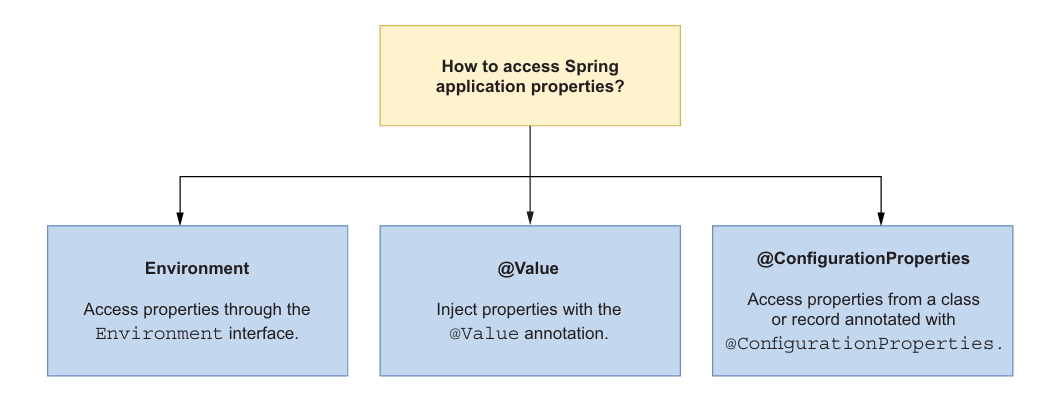 How to access Spring
application properties?
Environment
Access properties through the
Environment interface.
@Value
Inject properties with the
@Value annotation.
@ConfigurationProperties
Access properties from a class
or record annotated with
@ConfigurationProperties.